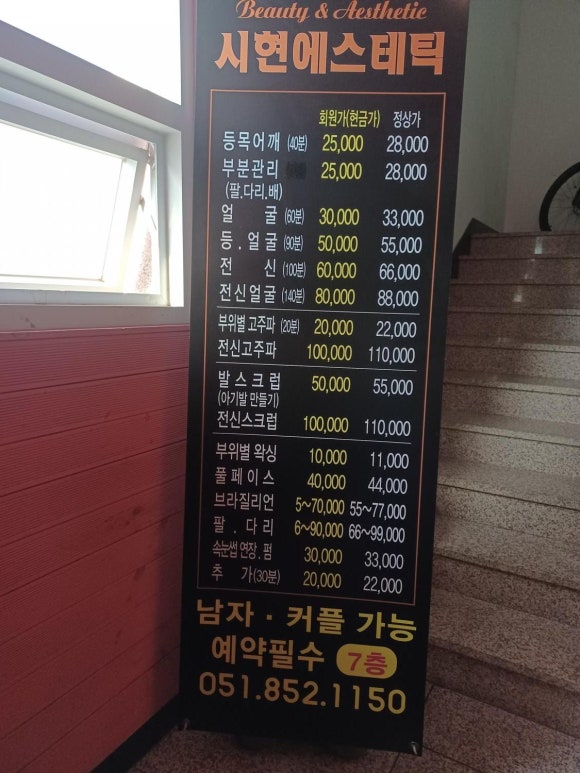 Beauty & Aesthetic
시현에스테틱
회원가(현금가) 정상가
등목어깨 (40분) 25,000 28,000
부분관리 25,000 28,000
(팔.다리.배)
얼 굴 (60분) 30,000 33,000
등.얼굴 (90분) 50,000 55,000
전 신 (100분) 60,000 66,000
전신얼굴 (140분) 80,000 88,000
부위별고주파 (20분) 20,000 22,000
전신고주파 100,000 110,000
발스크럽 50,000 55,000
(아기발 만들기)
전신스크럽 100,000 110,000
부위별 왁싱 10,000 11,000
풀페이스 40,000 44,000
브라질리언 5~70,000 55~77,000
팔.다리 6~90,000 66~99,000
속눈썹 연장.펌 30,000 33,000
추 가(30분) 20,000 22,000
남자·커플 가능
예약필수 7층
051.852.1150